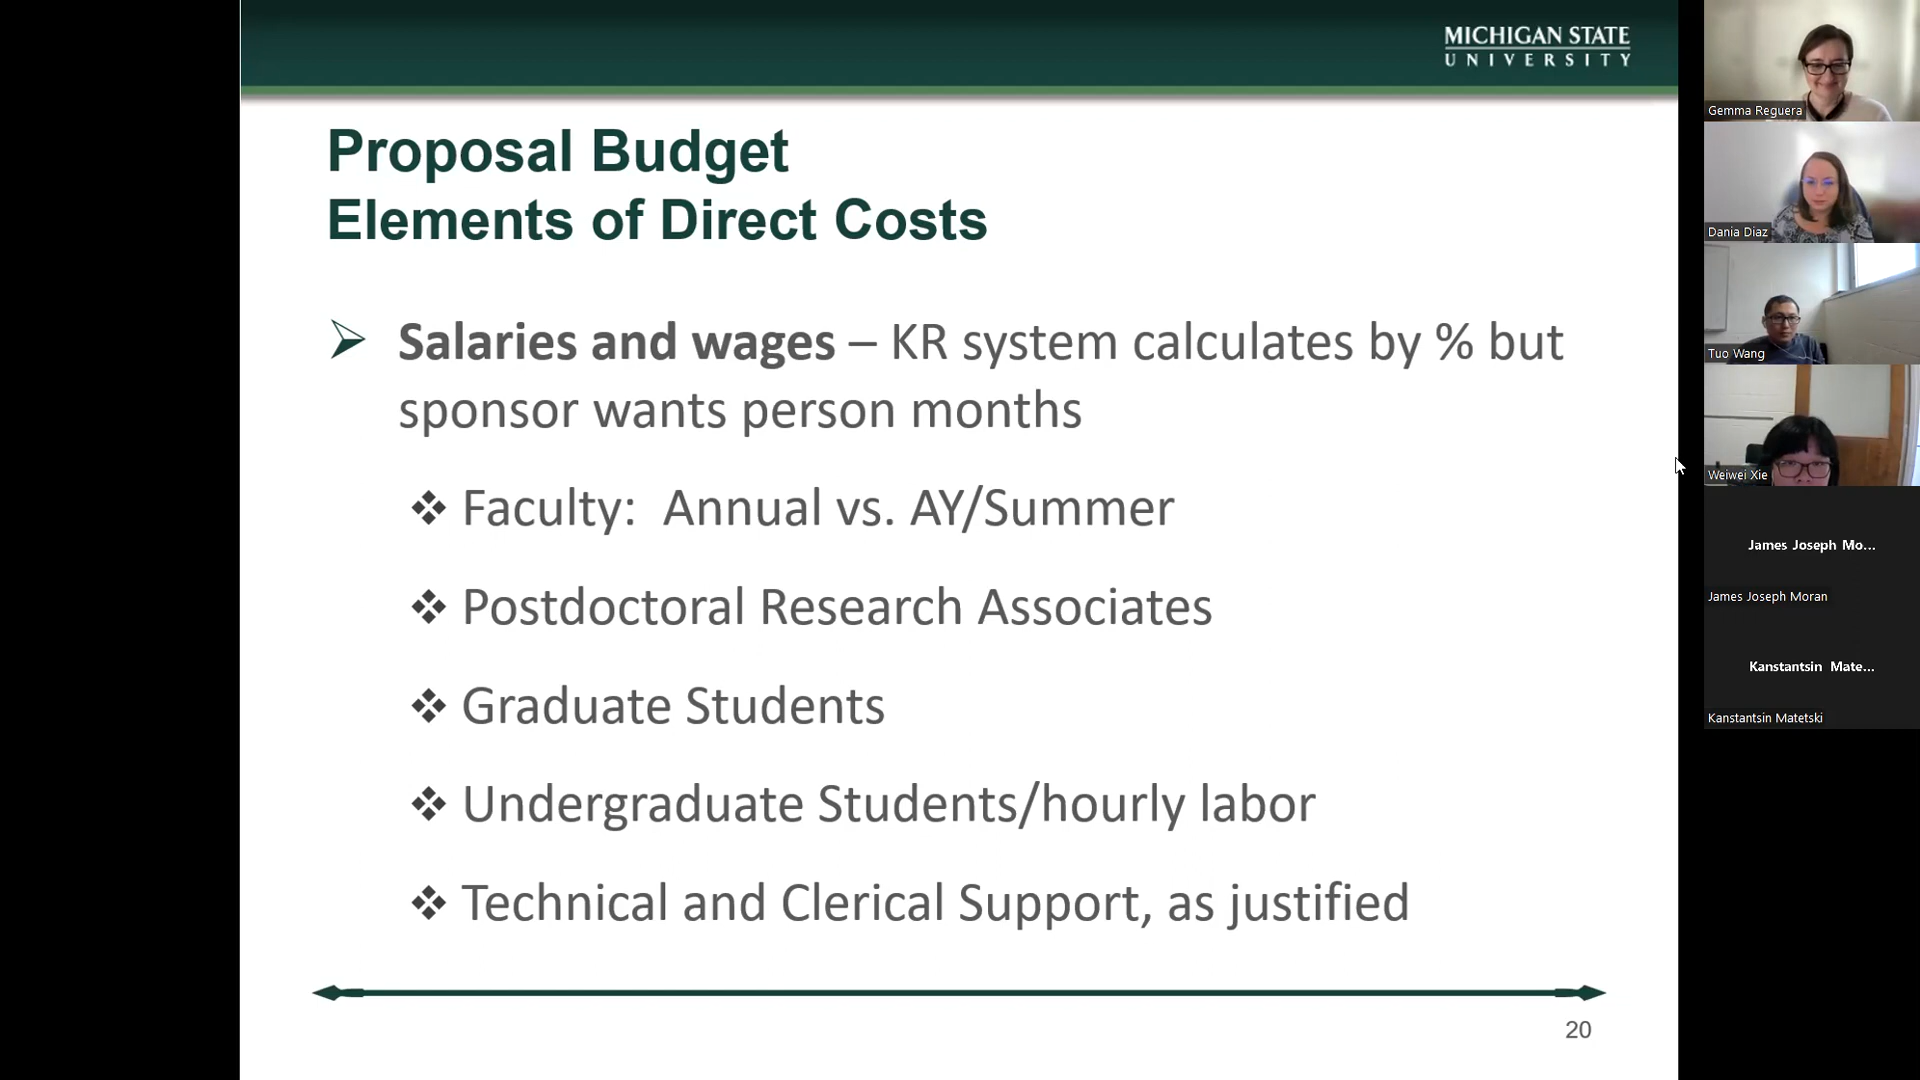 MICHIGAN STATE
UNIVERSITY
Proposal Budget
Elements of Direct Costs
Salaries and wages – KR system calculates by % but
sponsor wants person months
Faculty:  Annual vs. AY/Summer
Postdoctoral Research Associates
Graduate Students
Undergraduate Students/hourly labor
Technical and Clerical Support, as justified
20
Gemma Reguera
Dania Diaz
Tuo Wang
Weiwei Xie
James Joseph Mo...
James Joseph Moran
Kanstantsin Mate...
Kanstantsin Matetski